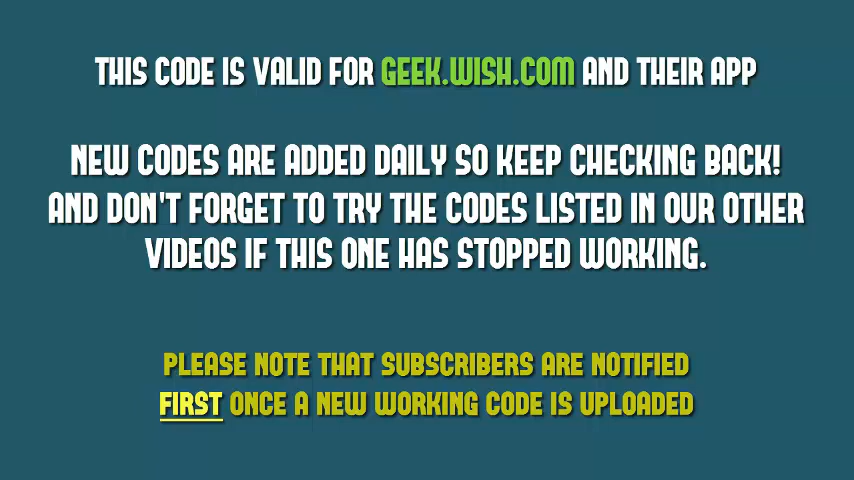 THIS CODE IS VALID FOR GEEK.WISH.COM AND THEIR APP
NEW CODES ARE ADDED DAILY SO KEEP CHECKING BACK!
AND DON'T FORGET TO TRY THE CODES LISTED IN OUR OTHER
VIDEOS IF THIS ONE HAS STOPPED WORKING.
PLEASE NOTE THAT SUBSCRIBERS ARE NOTIFIED
FIRST ONCE A NEW WORKING CODE IS UPLOADED